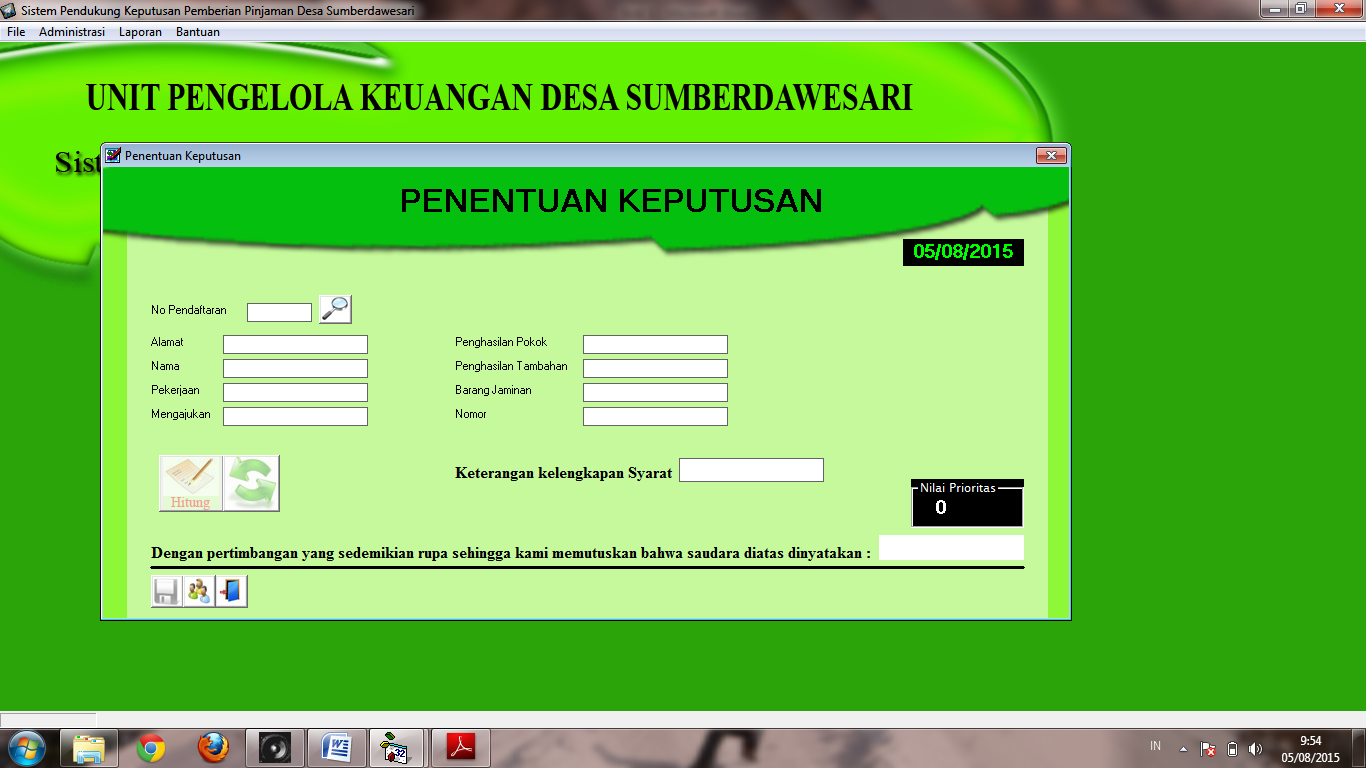 Sistem Pendukung Keputusan Pemberian Pinjaman Desa Sumberdawesari
File Administrasi Laporan Bantuan
UNIT PENGELOLA KEUANGAN DESA SUMBERDAWESARI
Sist
Penentuan Keputusan
PENENTUAN KEPUTUSAN
05/08/2015
No Pendaftaran
Alamat Penghasilan Pokok
Nama Penghasilan Tambahan
Pekerjaan Barang Jaminan
Mengajukan Nomor
Keterangan kelengkapan Syarat
Hitung
Nilai Prioritas
0
Dengan pertimbangan yang sedemikian rupa sehingga kami memutuskan bahwa saudara diatas dinyatakan :
IN
9:54
05/08/2015
32